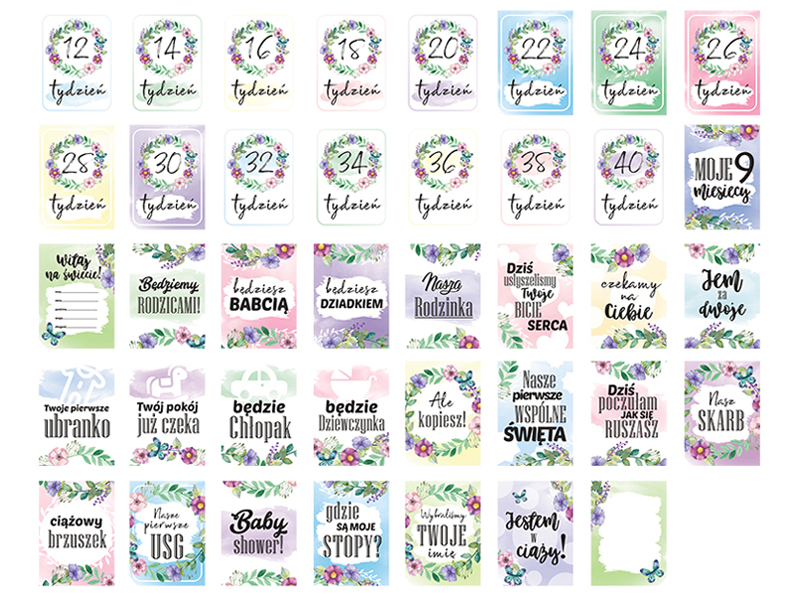 12
tydzień
14
tydzień
16
tydzień
18
tydzień
20
tydzień
22
tydzień
24
tydzień
26
tydzień
28
tydzień
30
tydzień
32
tydzień
34
tydzień
36
tydzień
38
tydzień
40
tydzień
MOJE 9
miesięcy
Witaj
na świecie!
Będziemy
RODZICAMI!
będziesz
BABCIĄ
będziesz
DZIADKIEM
Nasza
Rodzinka
Dziś
usłyszeliśmy
Twoje
BICIE
SERCA
czekamy
na
Ciebie
Jem
za
dwoje
Twoje pierwsze
ubranko
Twój pokój
już czeka
będzie
Chłopak
będzie
Dziewczynka
Ale
kopiesz!
Nasze
pierwsze
WSPÓLNE
ŚWIĘTA
Dziś
poczułam
JAK SIĘ
RUSZASZ
Nasz
SKARB
ciążowy
brzuszek
Nasze
pierwsze
USG
Baby
shower!
gdzie
SĄ MOJE
STOPY?
Wybraliśmy
TWOJE
imię
Jestem
w
ciąży!